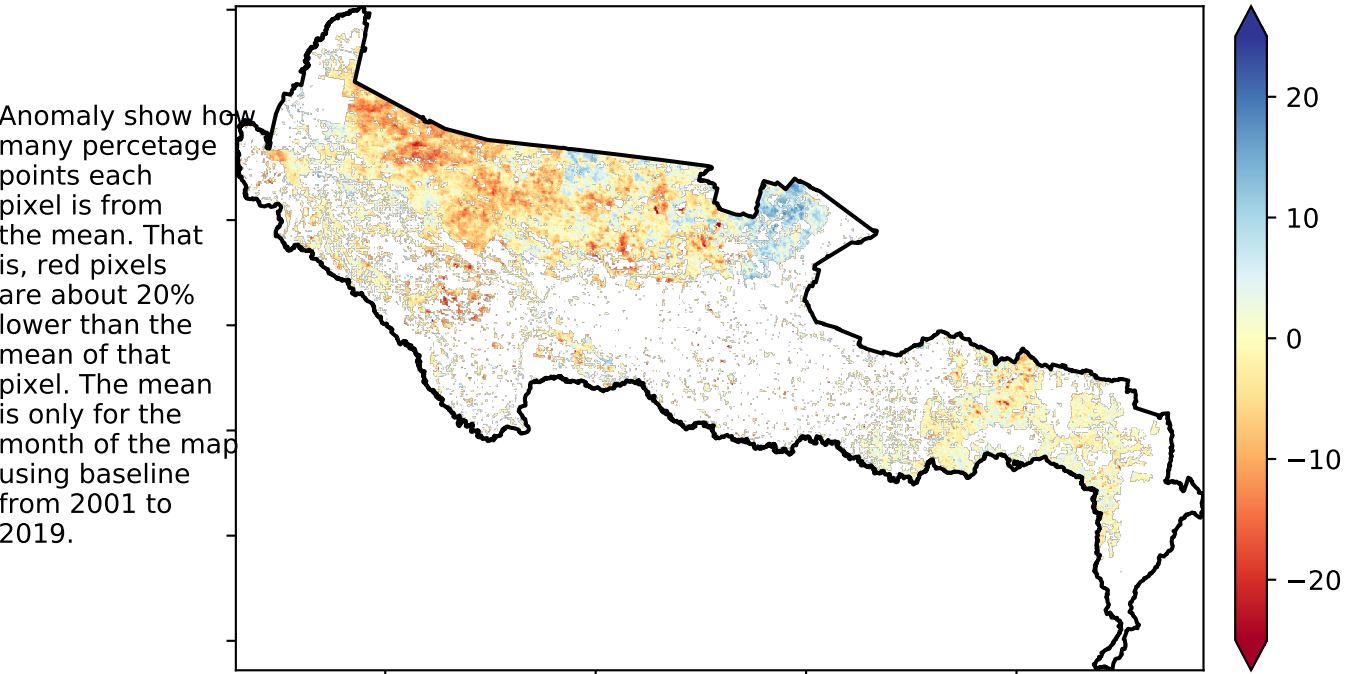 Anomaly show how
many percetage
points each
pixel is from
the mean. That
is, red pixels
are about 20%
lower than the
mean of that
pixel. The mean
is only for the
month of the map
using baseline
from 2001 to
2019.
20
10
0
−10
−20